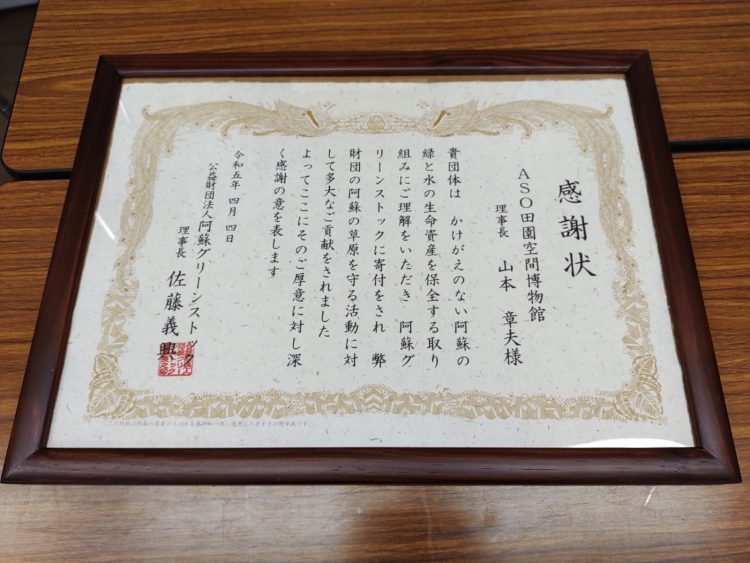 感謝状
ASO田園空間博物館
理事長 山本 章夫様
貴団体は かけがえのない阿蘇の
緑と水の生命資産を保全する取り
組みにご理解をいただき 阿蘇グ
リーンストックに寄付をされ 弊
財団の阿蘇の草原を守る活動に対
して多大なご貢献をされました
よってここにそのご厚意に対し深
く感謝の意を表します
令和五年 四月 四日
公益財団法人阿蘇グリーンストック
理事長 佐藤義興